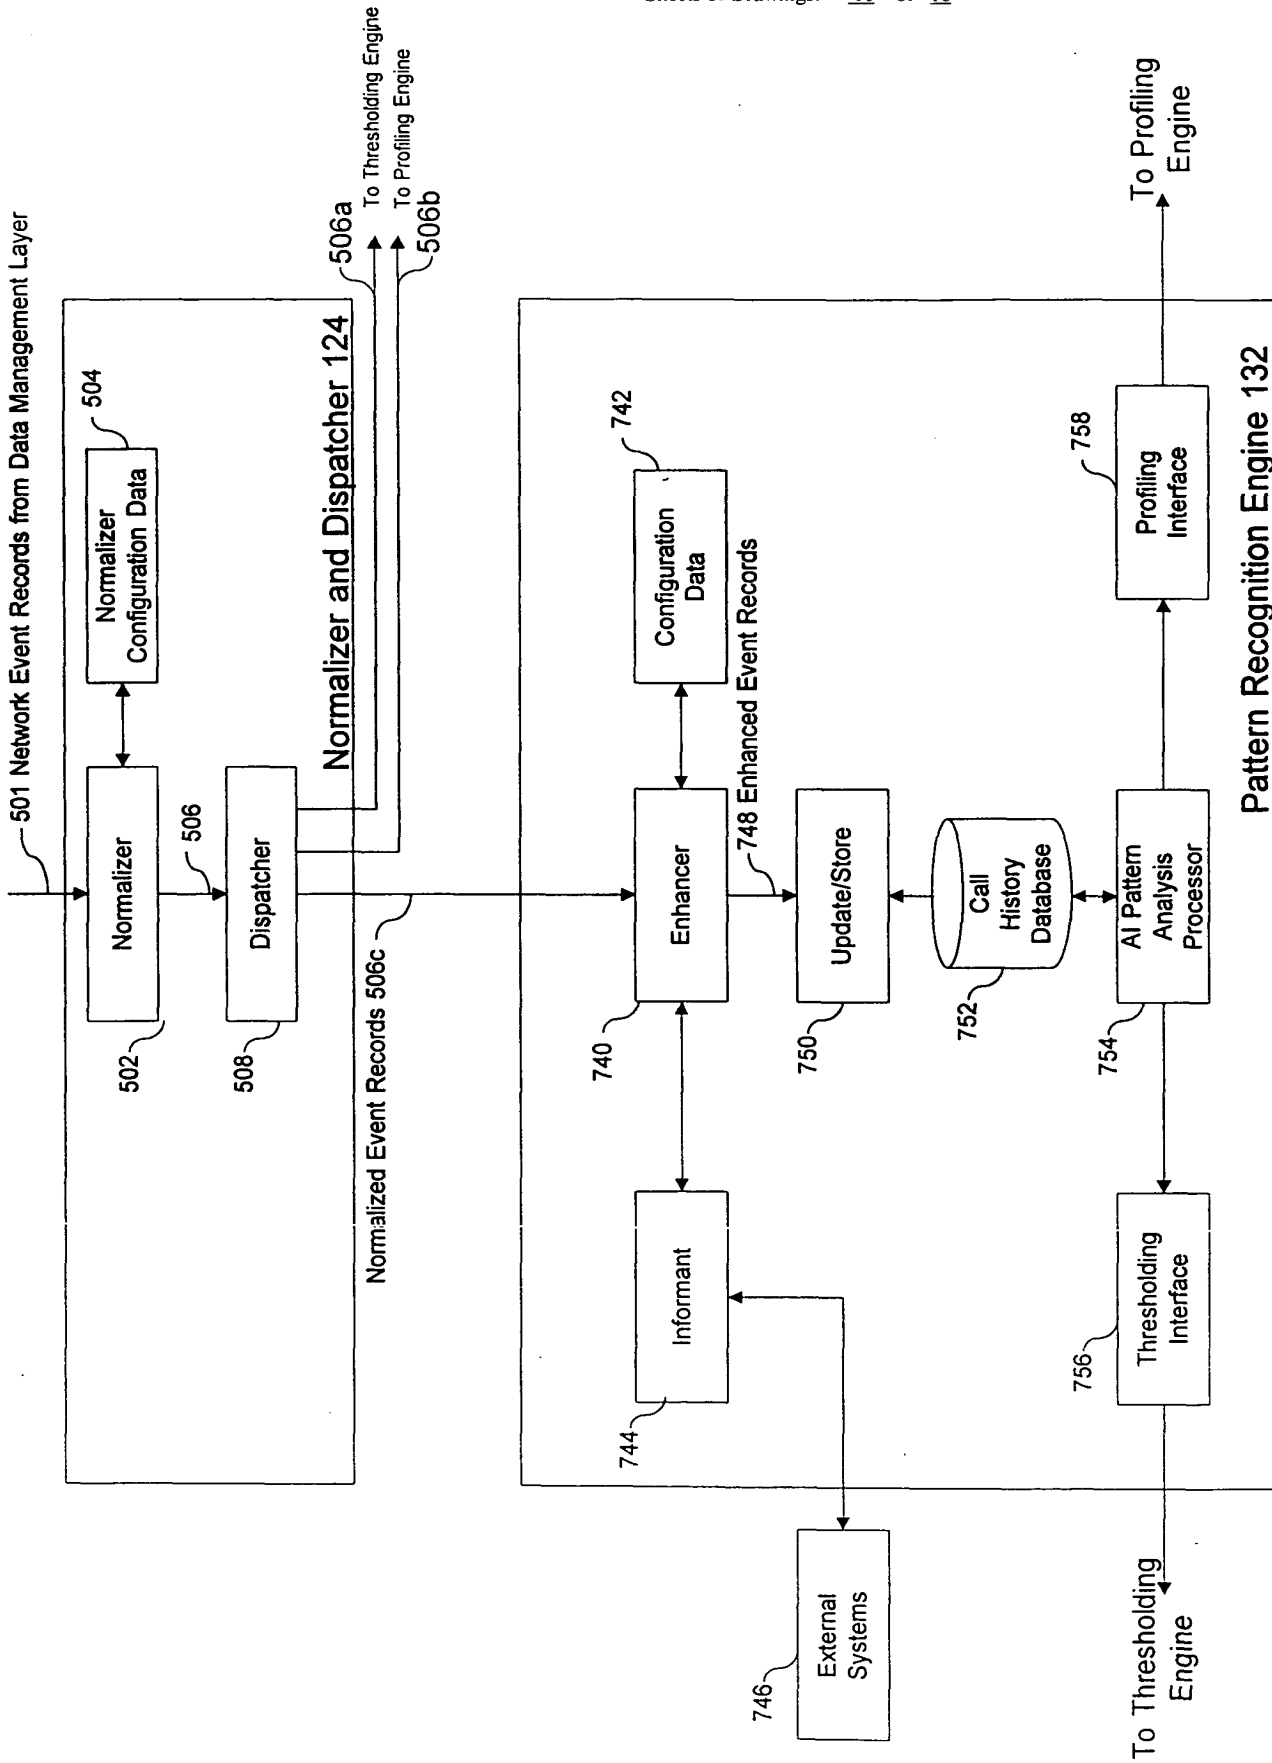 501 Network Event Records from Data Management Layer
Normalizer
502
Normalizer
Configuration Data
504
506
Dispatcher
508
Normalizer and Dispatcher 124
506a
To Thresholding Engine
To Profiling Engine
506b
Normalized Event Records 506c
Informant
744
Enhancer
740
Configuration
Data
742
External
Systems
746
748 Enhanced Event Records
Update/Store
750
Call
History
Database
752
AI Pattern
Analysis
Processor
754
Thresholding
Interface
756
Profiling
Interface
758
To Thresholding
Engine
To Profiling
Engine
Pattern Recognition Engine 132